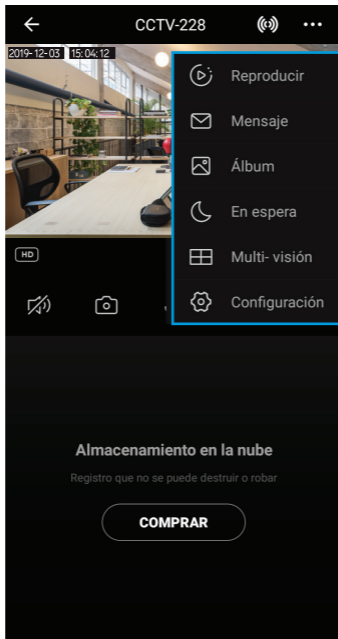 CCTV-228
2019-12-03 15:04:12
Reproducir
Mensaje
Álbum
En espera
Multi- visión
HD
Configuración
Almacenamiento en la nube
Registro que no se puede destruir o robar
COMPRAR